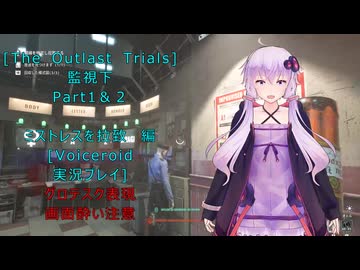 [The Outlast Trials]
監視下
Part1＆２
ミストレスを拉致　編
[Voiceroid
実況プレイ]
グロテスク表現
画面酔い注意